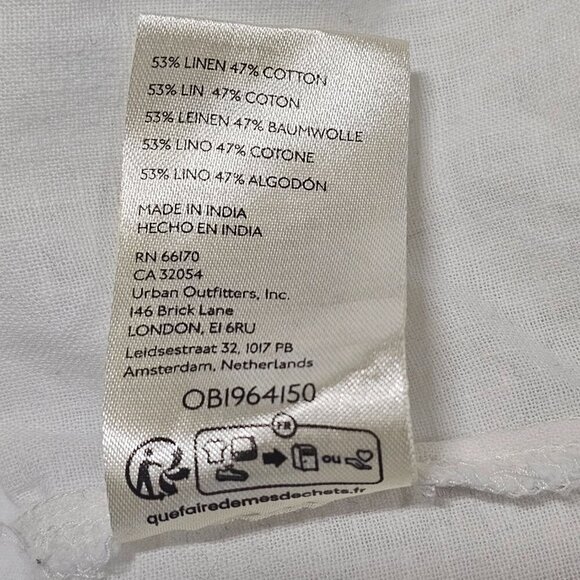 53% LINEN 47% COTTON
53% LIN 47% COTON
53% LEINEN 47% BAUMWOLLE
53% LINO 47% COTONE
53% LINO 47% ALGODÓN
MADE IN INDIA
HECHO EN INDIA
RN 66170
CA 32054
Urban Outfitters, Inc.
146 Brick Lane
LONDON, E1 6RU
Leidsestraat 32, 1017 PB
Amsterdam, Netherlands
OB1964150
FR
ou
quefairedemesdechets.fr